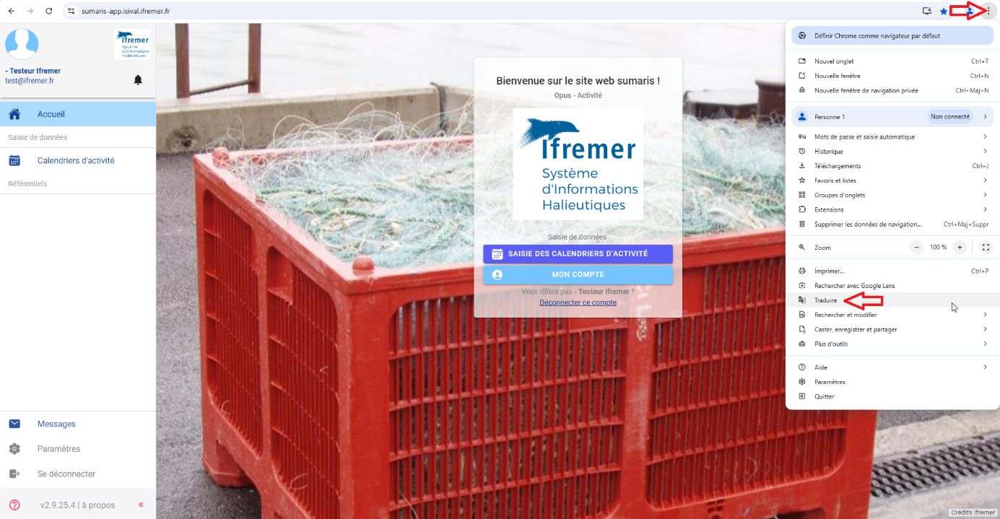 sumaris-app.isival.ifremer.fr
Ifremer
Système
d'Informations
Halieutiques
- Testeur Ifremer
test@ifremer.fr
Accueil
Saisie de données
Calendriers d'activité
Référentiels
Messages
Paramètres
Se déconnecter
v2.9.25.4 | à propos
Bienvenue sur le site web sumaris !
Opus - Activité
Ifremer
Système
d'Informations
Halieutiques
Saisie de données
SAISIE DES CALENDRIERS D'ACTIVITÉ
MON COMPTE
Vous n'êtes pas - Testeur Ifremer ?
Déconnecter ce compte
Définir Chrome comme navigateur par défaut
Nouvel onglet Ctrl+T
Nouvelle fenêtre Ctrl+N
Nouvelle fenêtre de navigation privée Ctrl+Maj+N
Personne 1 Non connecté
Mots de passe et saisie automatique
Historique
Téléchargements Ctrl+J
Favoris et listes
Groupes d'onglets
Extensions
Supprimer les données de navigation... Ctrl+Maj+Suppr
Zoom − 100 % +
Imprimer... Ctrl+P
Rechercher avec Google Lens
Traduire
Rechercher et modifier
Caster, enregistrer et partager
Plus d'outils
Aide
Paramètres
Quitter
Crédits Ifremer